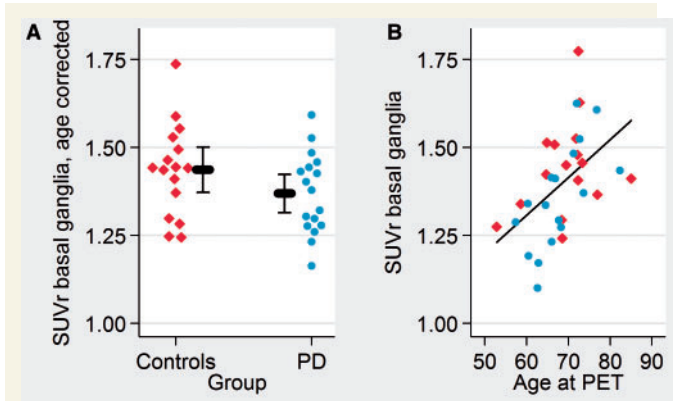 A
SUVr basal ganglia, age corrected
1.75
1.50
1.25
1.00
Controls
PD
Group
B
SUVr basal ganglia
1.75
1.50
1.25
1.00
50 60 70 80 90
Age at PET